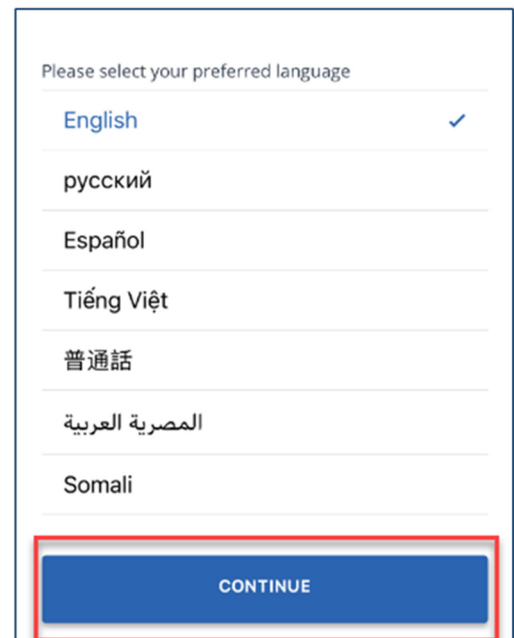 Please select your preferred language
English
русский
Español
Tiếng Việt
普通話
المصرية العربية
Somali
CONTINUE